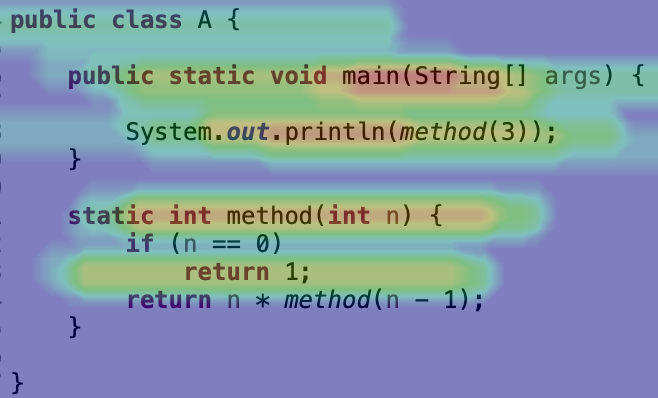 public class A {
public static void main(String[] args) {
System.out.println(method(3));
}
static int method(int n) {
if (n == 0)
return 1;
return n * method(n - 1);
}
}